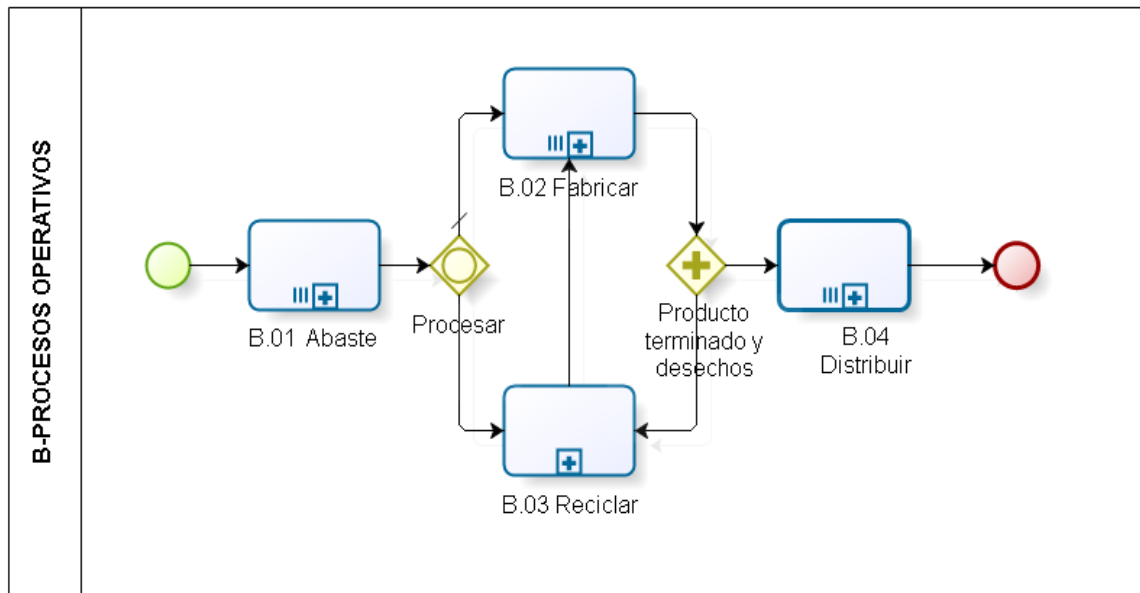 B-PROCESOS OPERATIVOS
B.02 Fabricar
B.01 Abaste
Procesar
Producto
terminado y
desechos
B.04
Distribuir
B.03 Reciclar